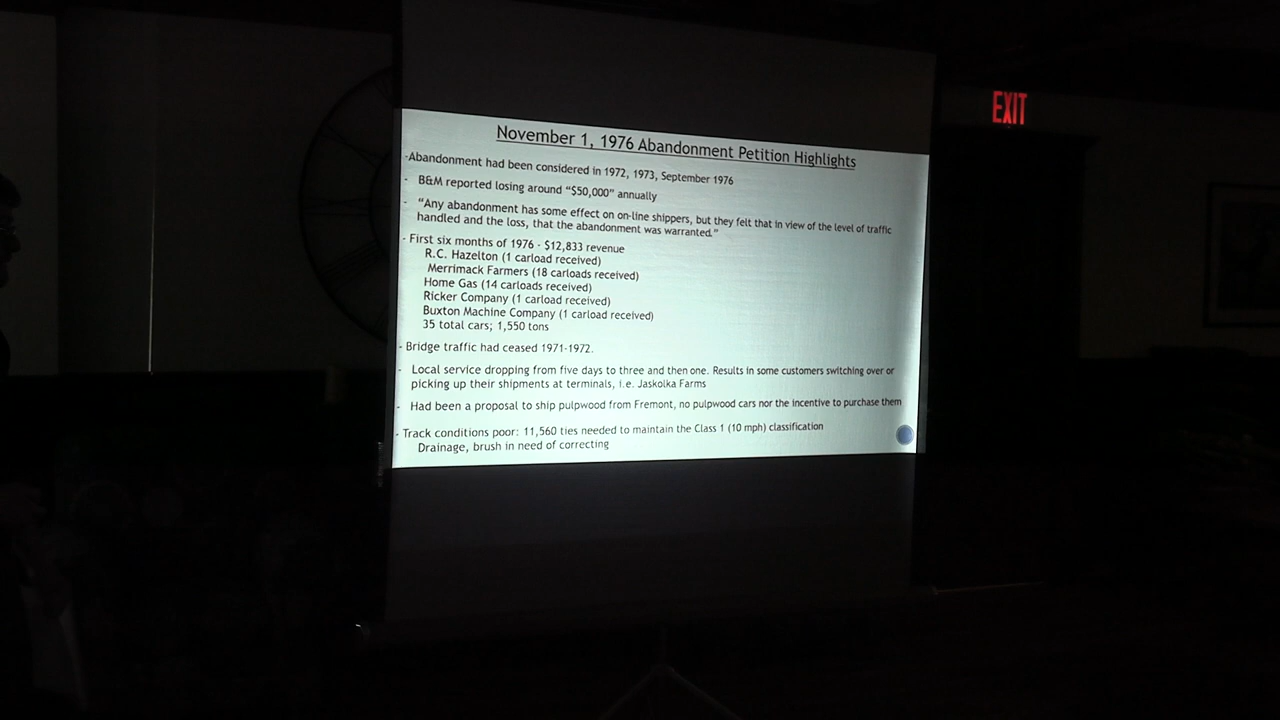 November 1, 1976 Abandonment Petition Highlights
-Abandonment had been considered in 1972, 1973, September 1976
- B&M reported losing around "$50,000" annually
- "Any abandonment has some effect on on-line shippers, but they felt that in view of the level of traffic
handled and the loss, that the abandonment was warranted."
- First six months of 1976 - $12,833 revenue
R.C. Hazelton (1 carload received)
Merrimack Farmers (18 carloads received)
Home Gas (14 carloads received)
Ricker Company (1 carload received)
Buxton Machine Company (1 carload received)
35 total cars; 1,550 tons
- Bridge traffic had ceased 1971-1972.
- Local service dropping from five days to three and then one. Results in some customers switching over or
picking up their shipments at terminals, i.e. Jaskolka Farms
- Had been a proposal to ship pulpwood from Fremont, no pulpwood cars nor the incentive to purchase them
- Track conditions poor: 11,560 ties needed to maintain the Class 1 (10 mph) classification
Drainage, brush in need of correcting
EXIT